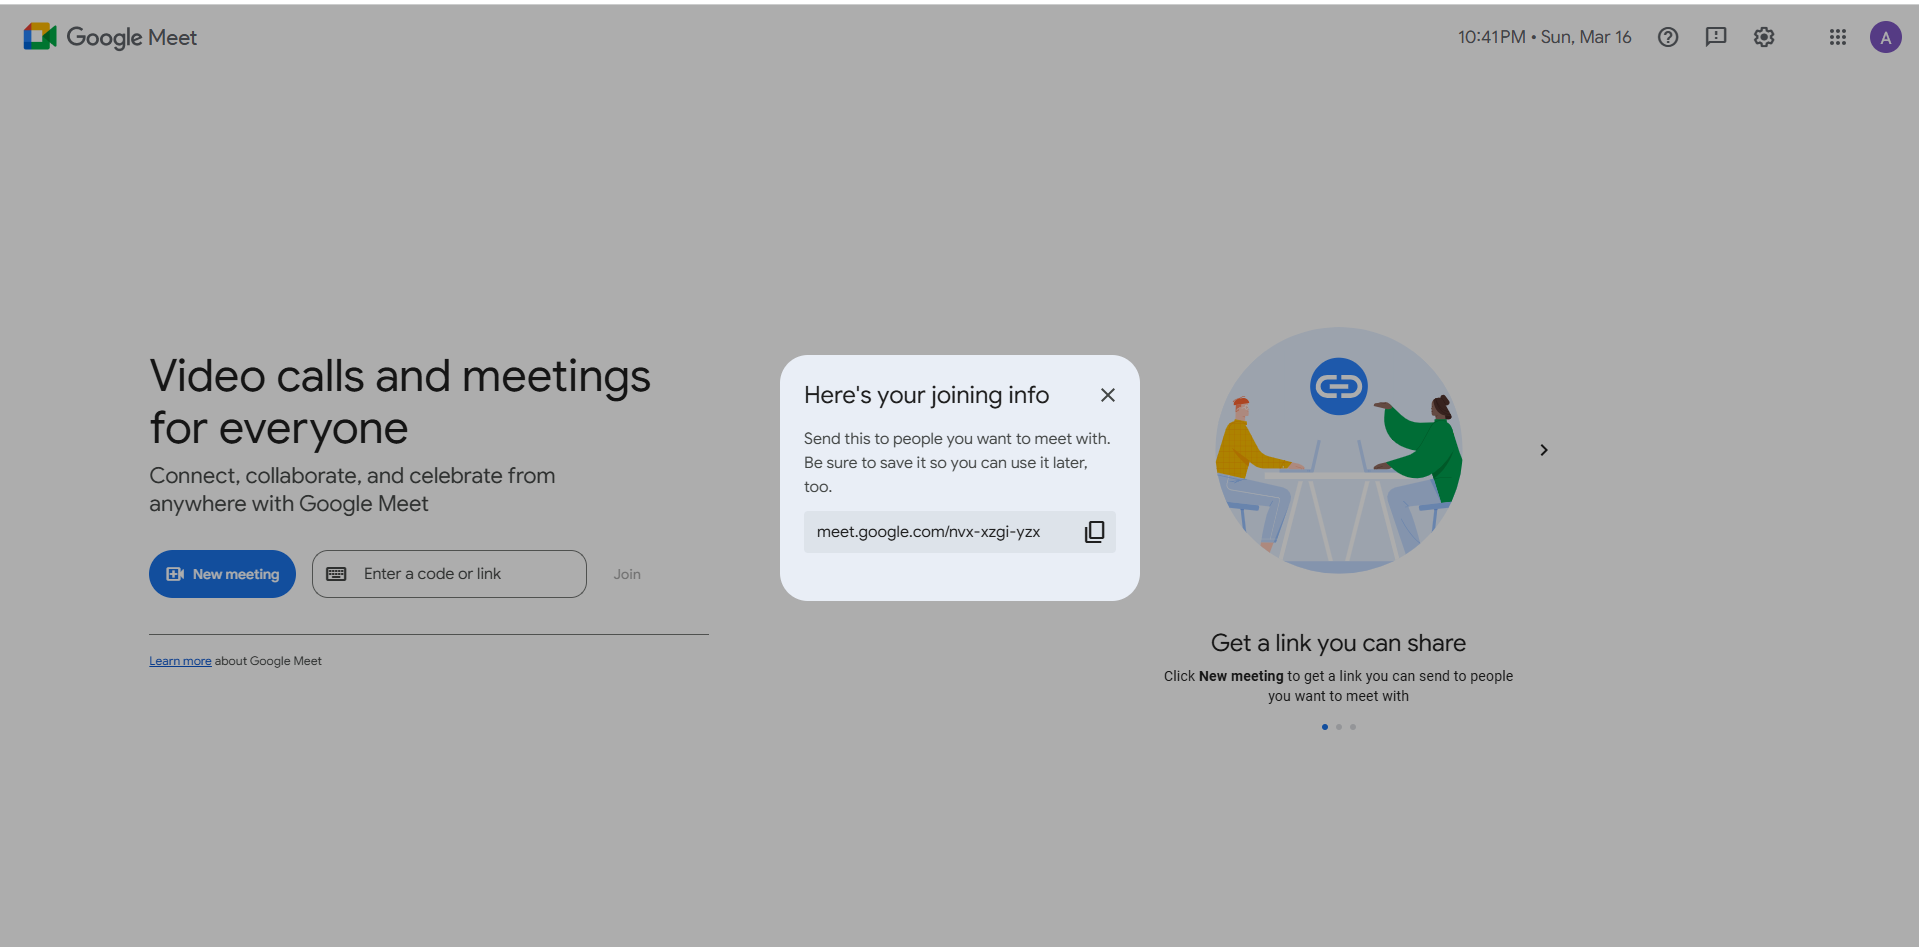 Google Meet
10:41 PM • Sun, Mar 16
A
Video calls and meetings
for everyone
Connect, collaborate, and celebrate from
anywhere with Google Meet
New meeting
Enter a code or link
Join
Learn more about Google Meet
Here's your joining info
Send this to people you want to meet with.
Be sure to save it so you can use it later,
too.
meet.google.com/nvx-xzgi-yzx
Get a link you can share
Click New meeting to get a link you can send to people
you want to meet with